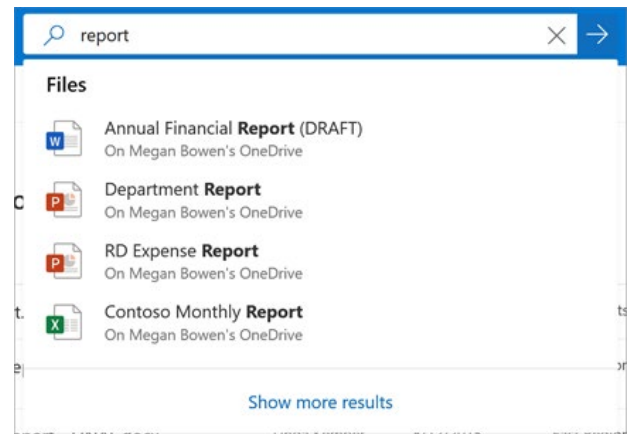 report
Files
Annual Financial Report (DRAFT)
On Megan Bowen's OneDrive
Department Report
On Megan Bowen's OneDrive
RD Expense Report
On Megan Bowen's OneDrive
Contoso Monthly Report
On Megan Bowen's OneDrive
Show more results